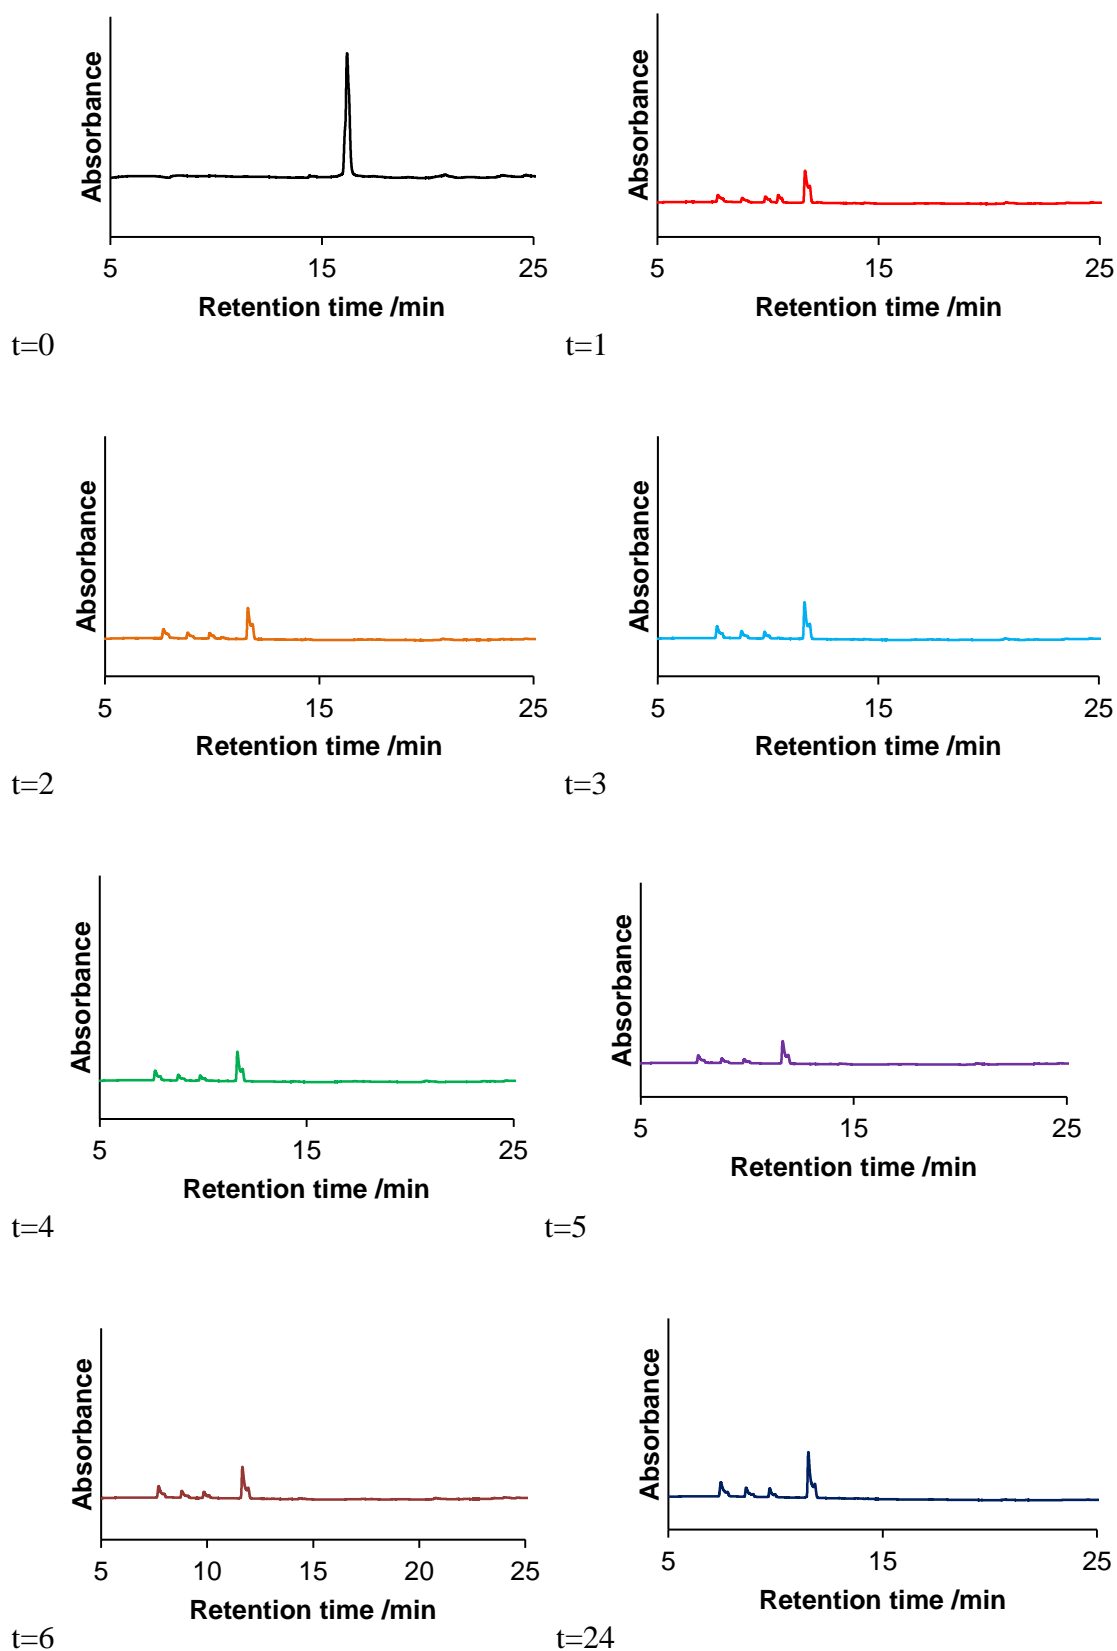 Absorbance
5 15 25
Retention time /min
t=0
Absorbance
5 15 25
Retention time /min
t=1
Absorbance
5 15 25
Retention time /min
t=2
Absorbance
5 15 25
Retention time /min
t=3
Absorbance
5 15 25
Retention time /min
t=4
Absorbance
5 15 25
Retention time /min
t=5
Absorbance
5 10 15 20 25
Retention time /min
t=6
Absorbance
5 15 25
Retention time /min
t=24